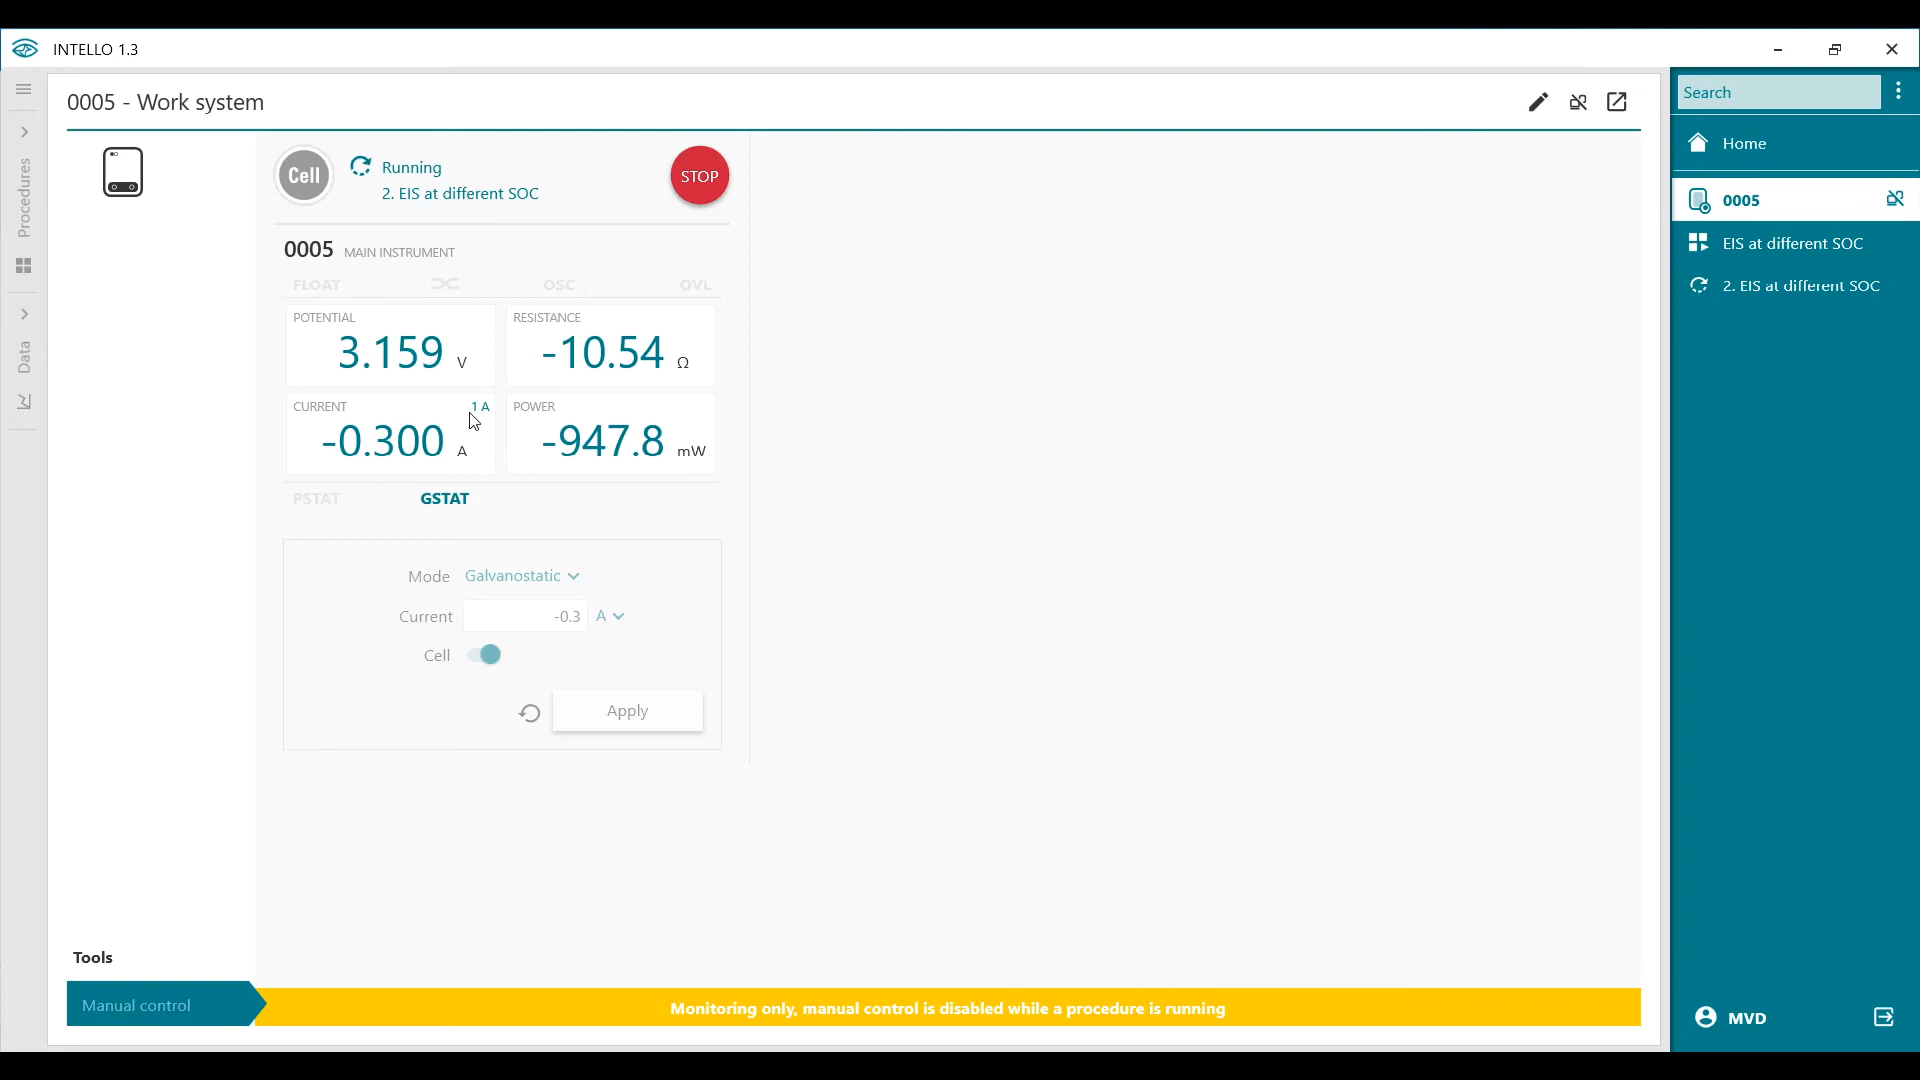 INTELLO 1.3
0005 - Work system
Search
Home
0005
EIS at different SOC
2. EIS at different SOC
Procedures
Data
Cell
Running
2. EIS at different SOC
STOP
0005 MAIN INSTRUMENT
FLOAT OSC OVL
POTENTIAL
3.159 V
RESISTANCE
-10.54 Ω
CURRENT 1 A
-0.300 A
POWER
-947.8 mW
PSTAT GSTAT
Mode Galvanostatic
Current -0.3 A
Cell
Apply
Tools
Manual control
Monitoring only, manual control is disabled while a procedure is running
MVD